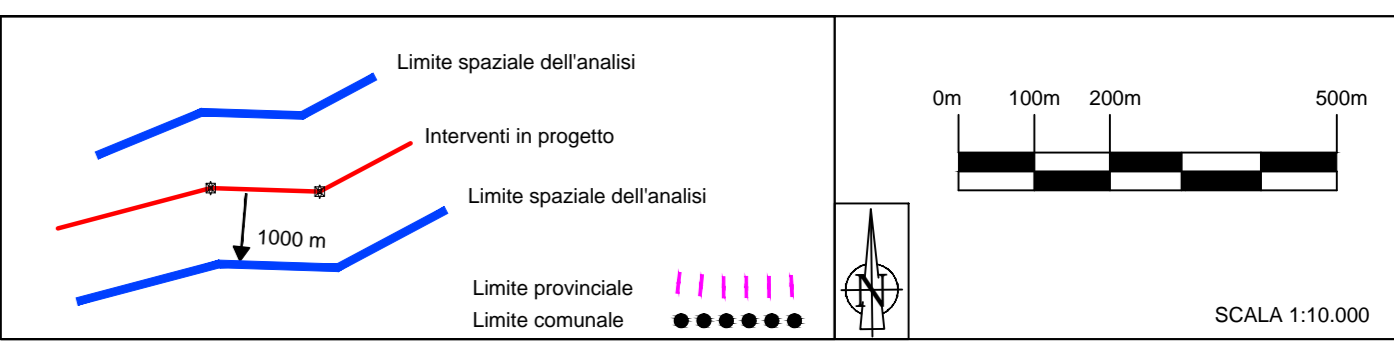 Limite spaziale dell'analisi
Interventi in progetto
Limite spaziale dell'analisi
1000 m
Limite provinciale
Limite comunale
0m 100m 200m 500m
N
SCALA 1:10.000